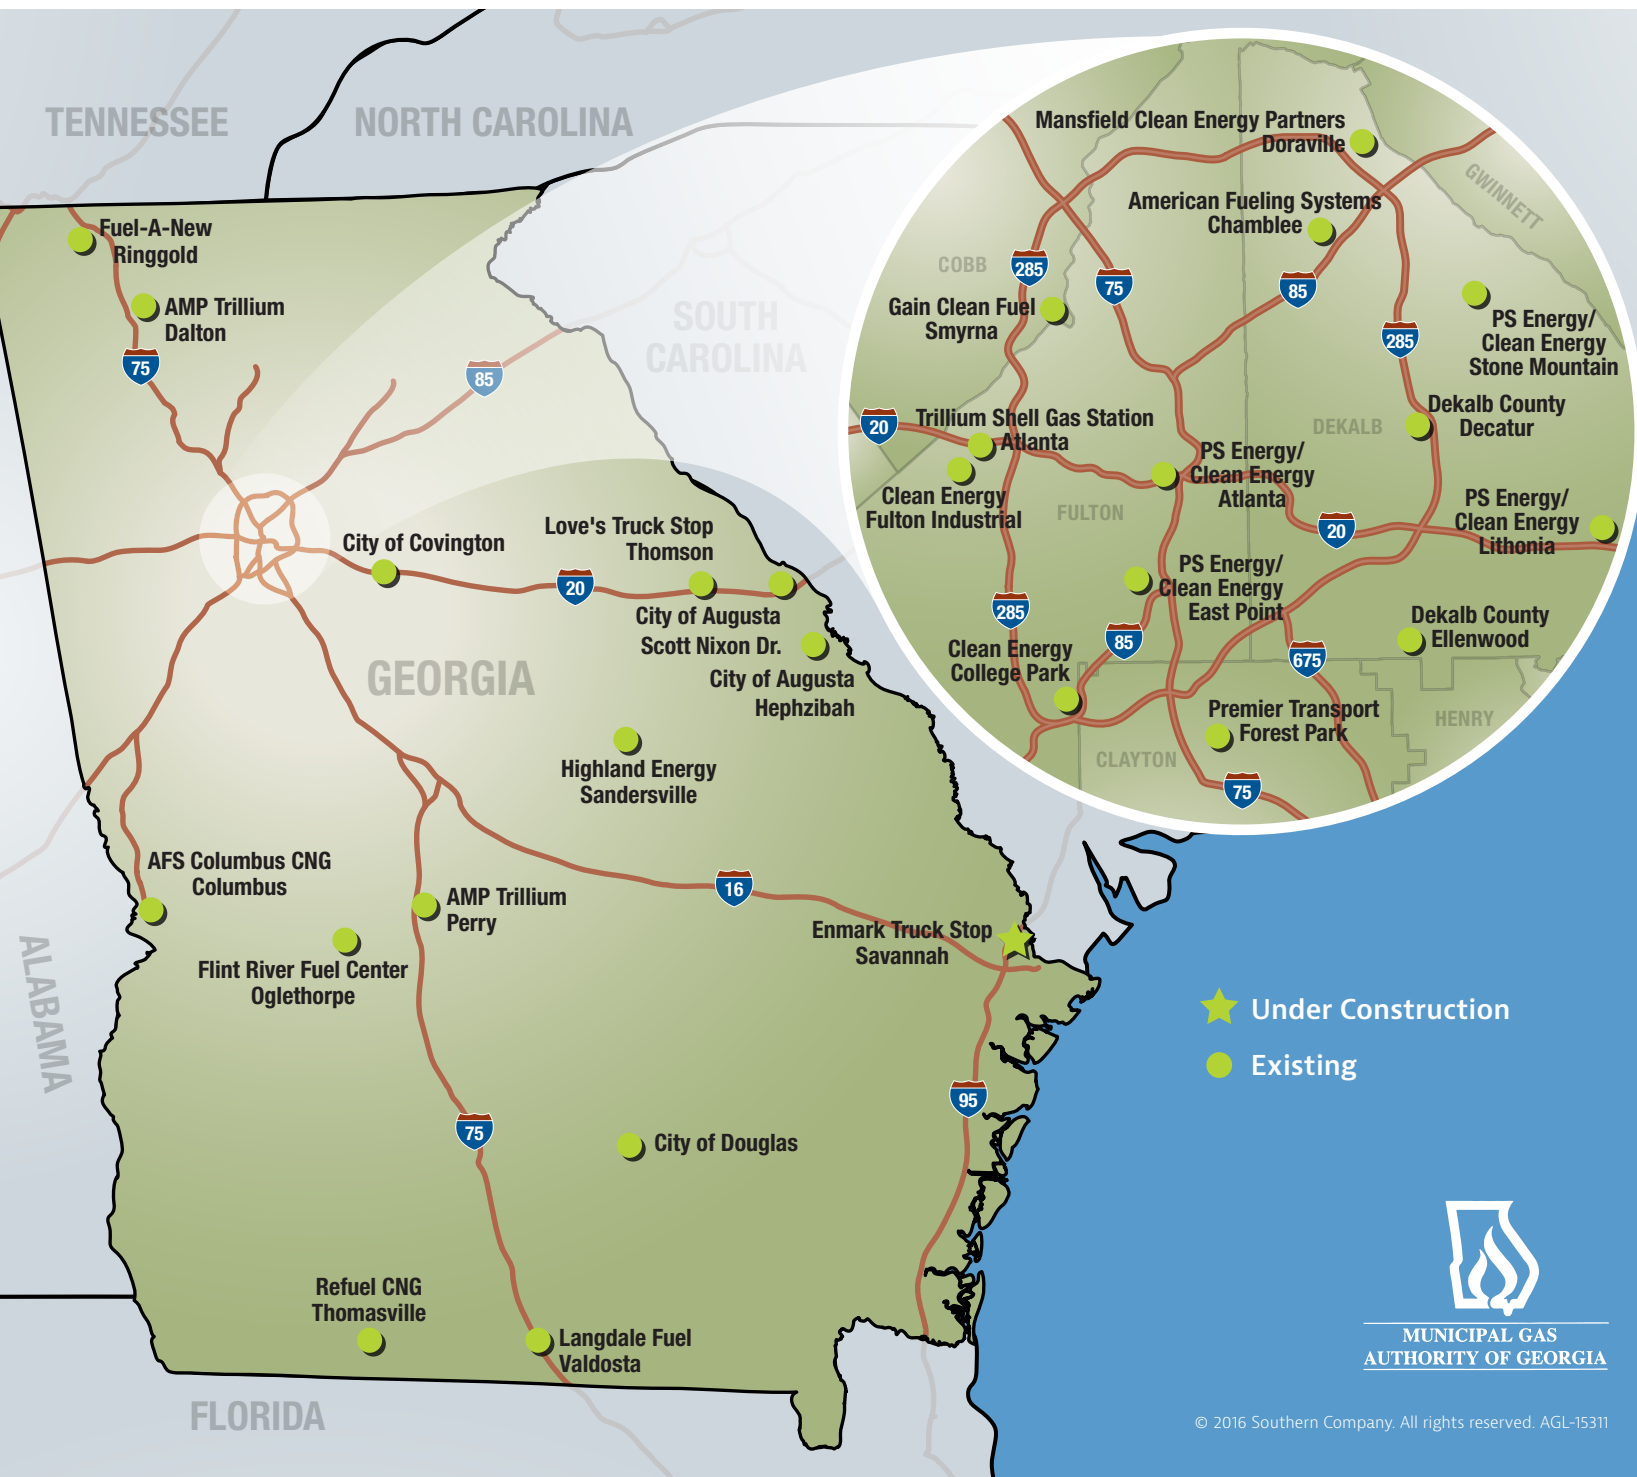 TENNESSEE
NORTH CAROLINA
SOUTH
CAROLINA
GEORGIA
ALABAMA
FLORIDA
Fuel-A-New
Ringgold
AMP Trillium
Dalton
75
85
City of Covington
Love's Truck Stop
Thomson
20
City of Augusta
Scott Nixon Dr.
City of Augusta
Hephzibah
Highland Energy
Sandersville
AFS Columbus CNG
Columbus
AMP Trillium
Perry
16
Flint River Fuel Center
Oglethorpe
Enmark Truck Stop
Savannah
95
75
City of Douglas
Refuel CNG
Thomasville
Langdale Fuel
Valdosta
Mansfield Clean Energy Partners
Doraville
GWINNETT
American Fueling Systems
Chamblee
COBB
285
75
85
Gain Clean Fuel
Smyrna
285
PS Energy/
Clean Energy
Stone Mountain
20
Trillium Shell Gas Station
Atlanta
DEKALB
Dekalb County
Decatur
PS Energy/
Clean Energy
Atlanta
Clean Energy
Fulton Industrial
FULTON
20
PS Energy/
Clean Energy
Lithonia
PS Energy/
Clean Energy
East Point
285
85
Clean Energy
College Park
675
Dekalb County
Ellenwood
Premier Transport
Forest Park
HENRY
CLAYTON
75
Under Construction
Existing
MUNICIPAL GAS
AUTHORITY OF GEORGIA
© 2016 Southern Company. All rights reserved. AGL-15311